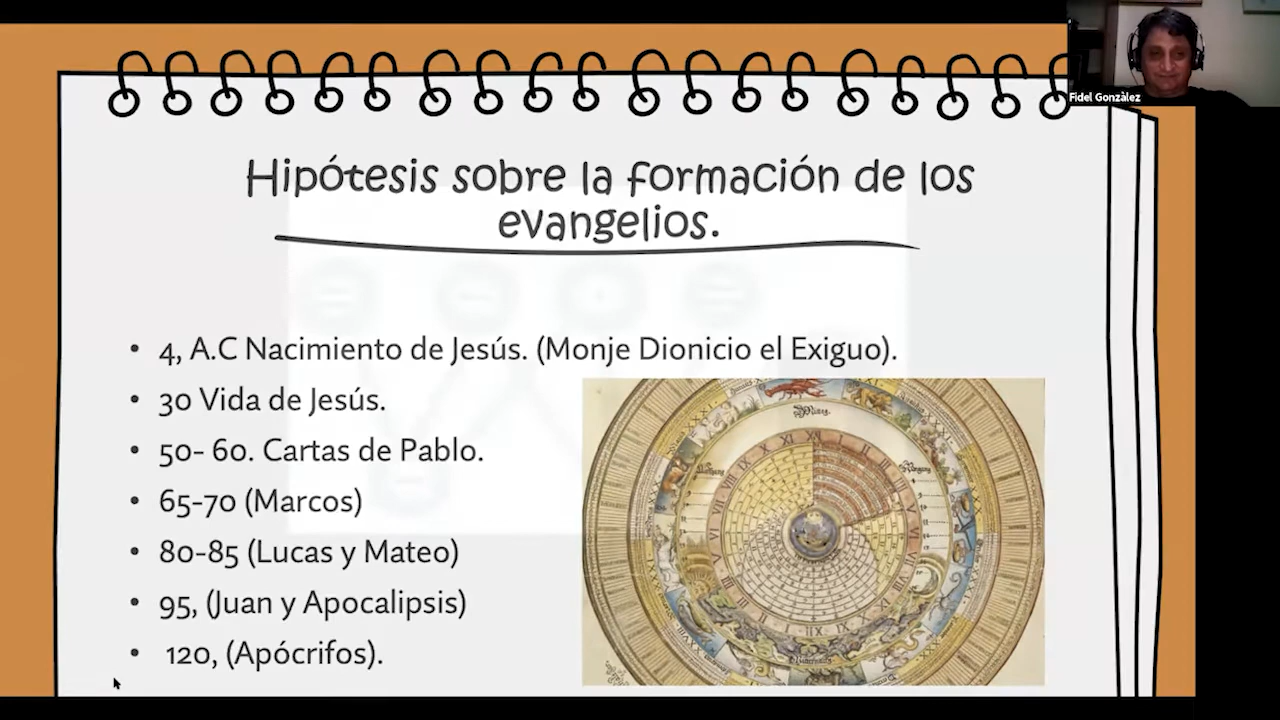 Fidel Gonzàlez
Hipótesis sobre la formación de los
evangelios.
• 4, A.C Nacimiento de Jesús. (Monje Dionicio el Exiguo).
• 30 Vida de Jesús.
• 50- 60. Cartas de Pablo.
• 65-70 (Marcos)
• 80-85 (Lucas y Mateo)
• 95, (Juan y Apocalipsis)
• 120, (Apócrifos).